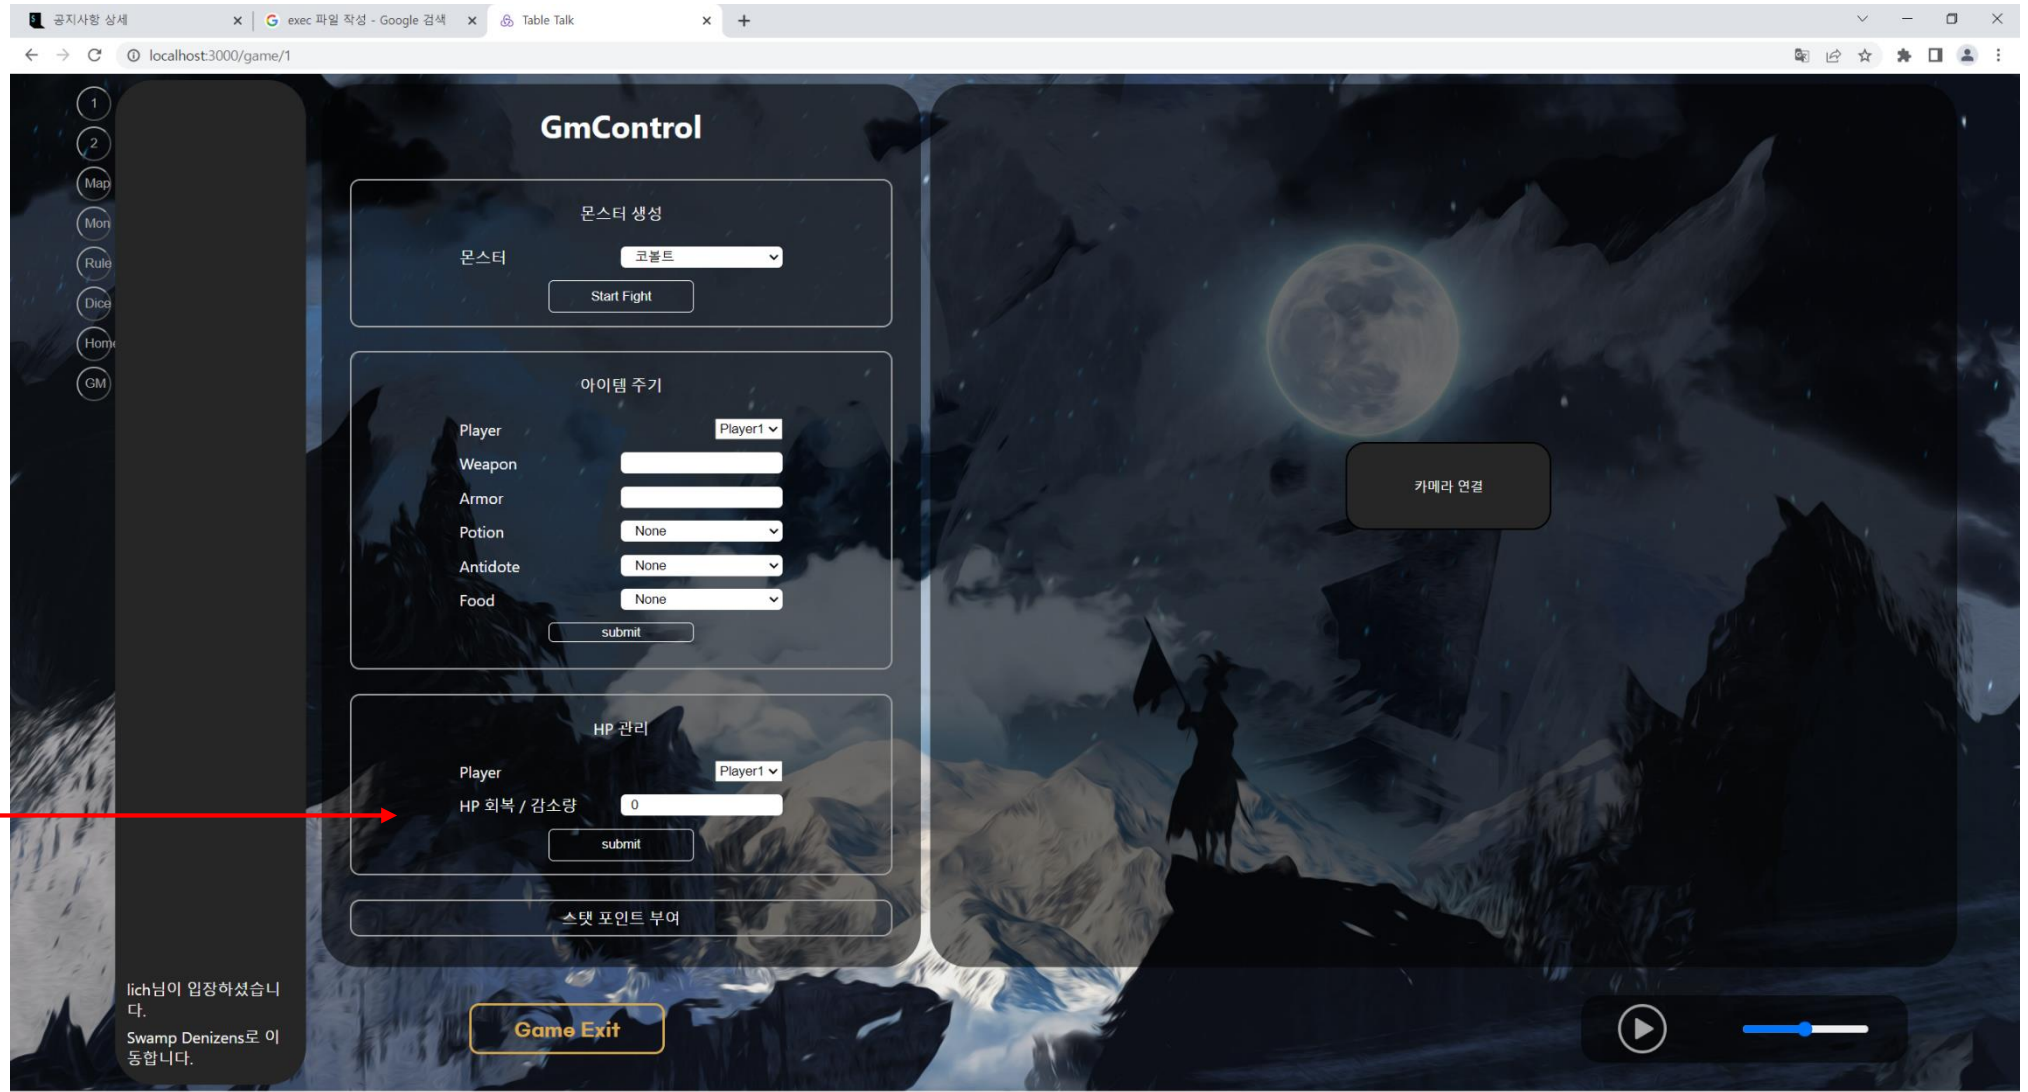 공지사항 상세
exec 파일 작성 - Google 검색
Table Talk
localhost:3000/game/1
1
2
Map
Mon
Rule
Dice
Home
GM
GmControl
몬스터 생성
몬스터 코볼트
Start Fight
아이템 주기
Player Player1
Weapon
Armor
Potion None
Antidote None
Food None
submit
HP 관리
Player Player1
HP 회복 / 감소량 0
submit
스탯 포인트 부여
카메라 연결
lich님이 입장하셨습니
다.
Swamp Denizens로 이
동합니다.
Game Exit